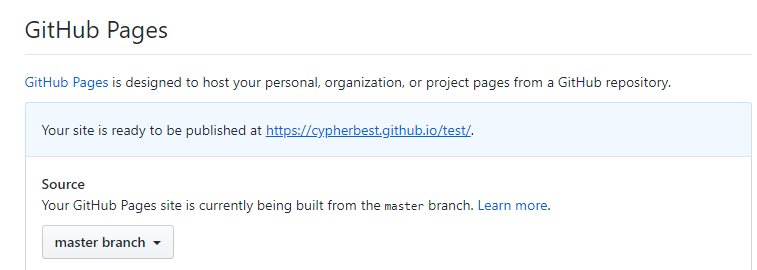 GitHub Pages
GitHub Pages is designed to host your personal, organization, or project pages from a GitHub repository.
Your site is ready to be published at https://cypherbest.github.io/test/.
Source
Your GitHub Pages site is currently being built from the master branch. Learn more.
master branch